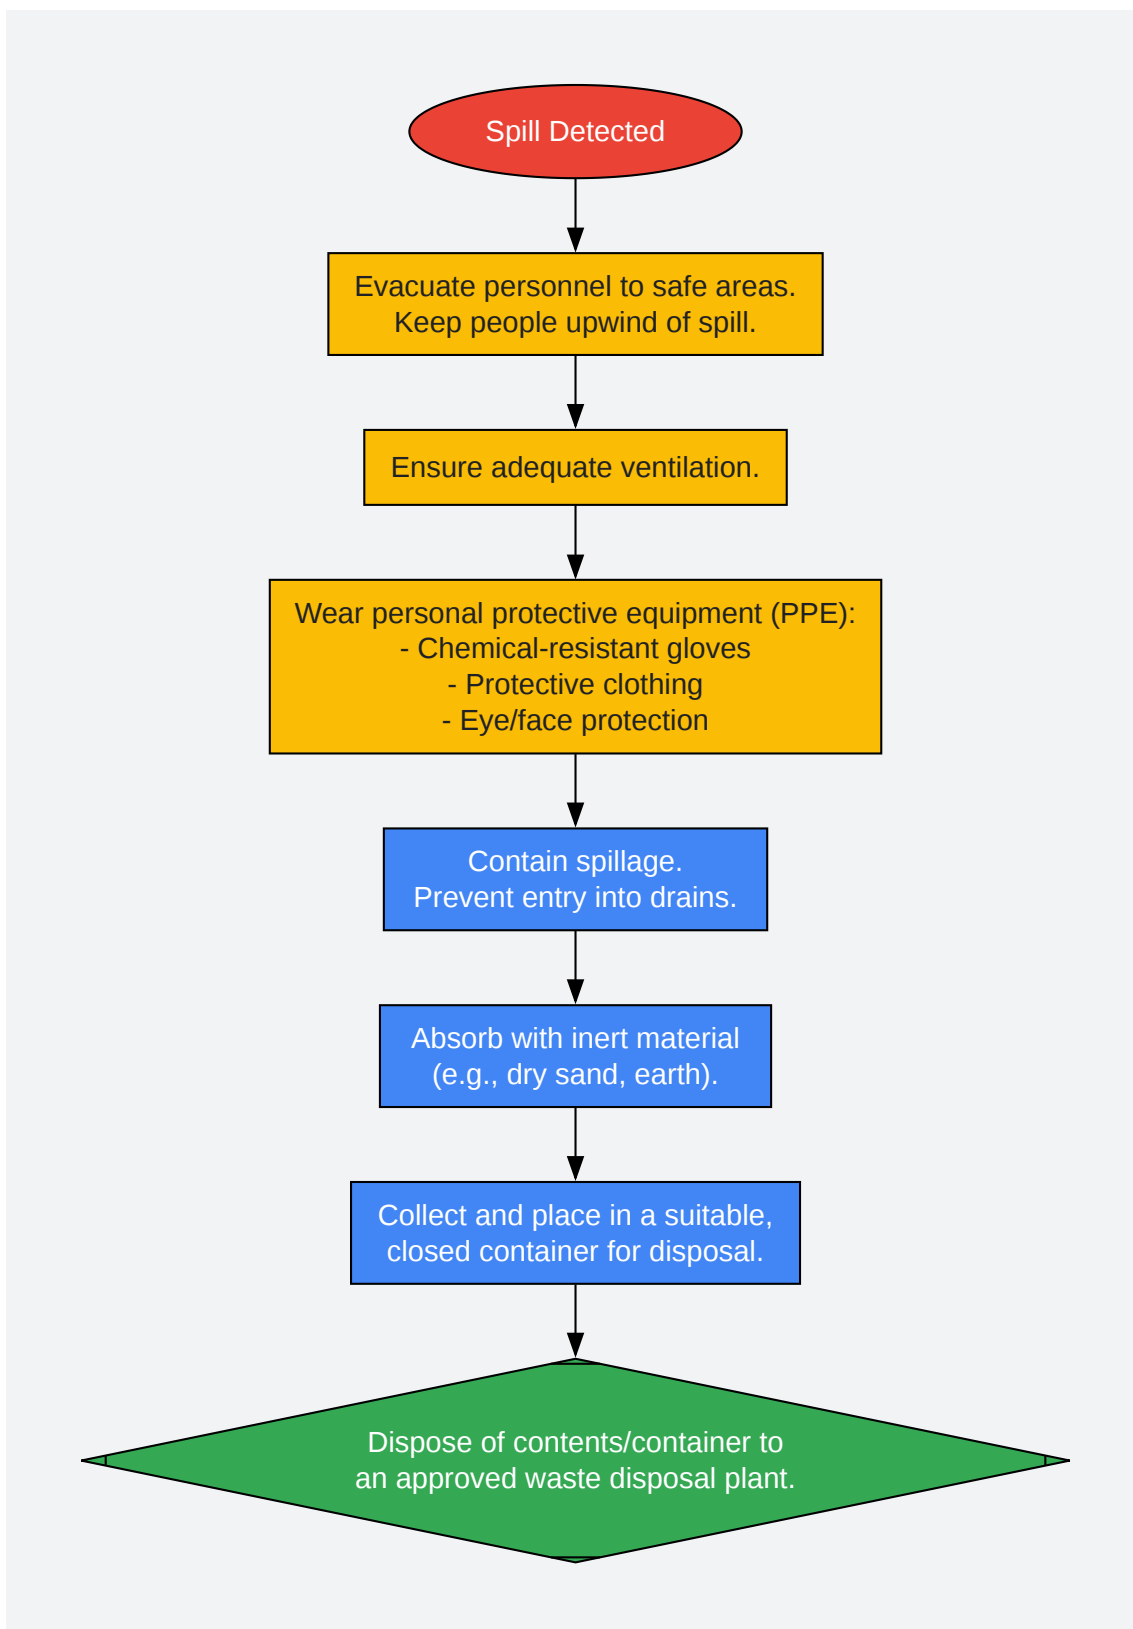 Spill Detected
Evacuate personnel to safe areas.
Keep people upwind of spill.
Ensure adequate ventilation.
Wear personal protective equipment (PPE):
- Chemical-resistant gloves
- Protective clothing
- Eye/face protection
Contain spillage.
Prevent entry into drains.
Absorb with inert material
(e.g., dry sand, earth).
Collect and place in a suitable,
closed container for disposal.
Dispose of contents/container to
an approved waste disposal plant.